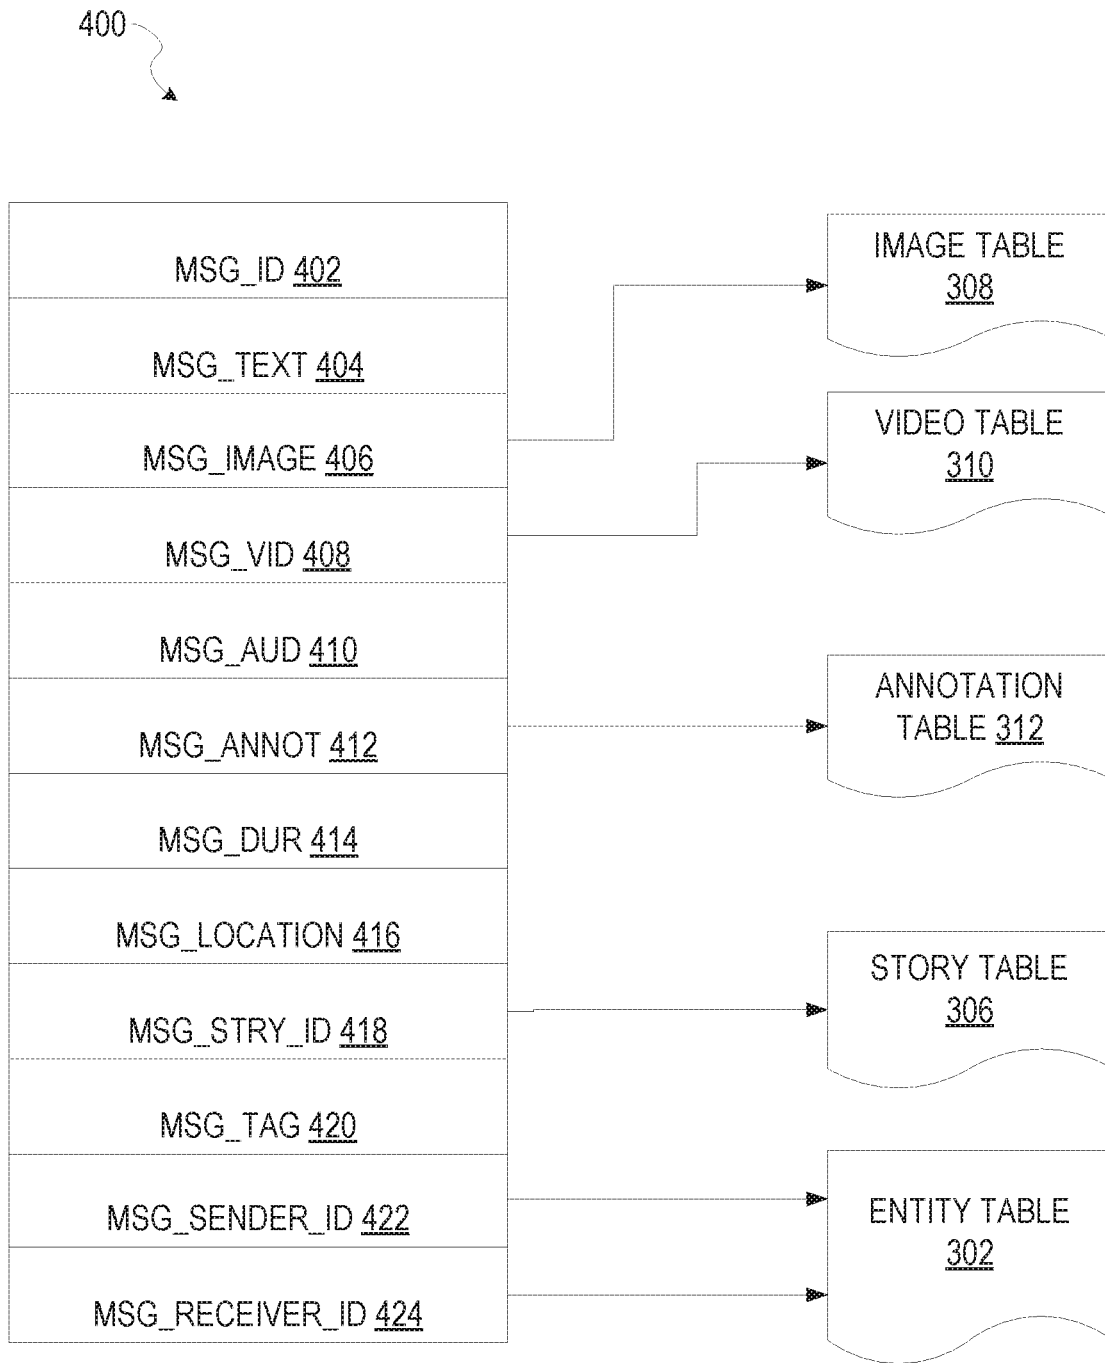 400
MSG_ID 402
MSG_TEXT 404
MSG_IMAGE 406
MSG_VID 408
MSG_AUD 410
MSG_ANNOT 412
MSG_DUR 414
MSG_LOCATION 416
MSG_STRY_ID 418
MSG_TAG 420
MSG_SENDER_ID 422
MSG_RECEIVER_ID 424
IMAGE TABLE
308
VIDEO TABLE
310
ANNOTATION
TABLE 312
STORY TABLE
306
ENTITY TABLE
302